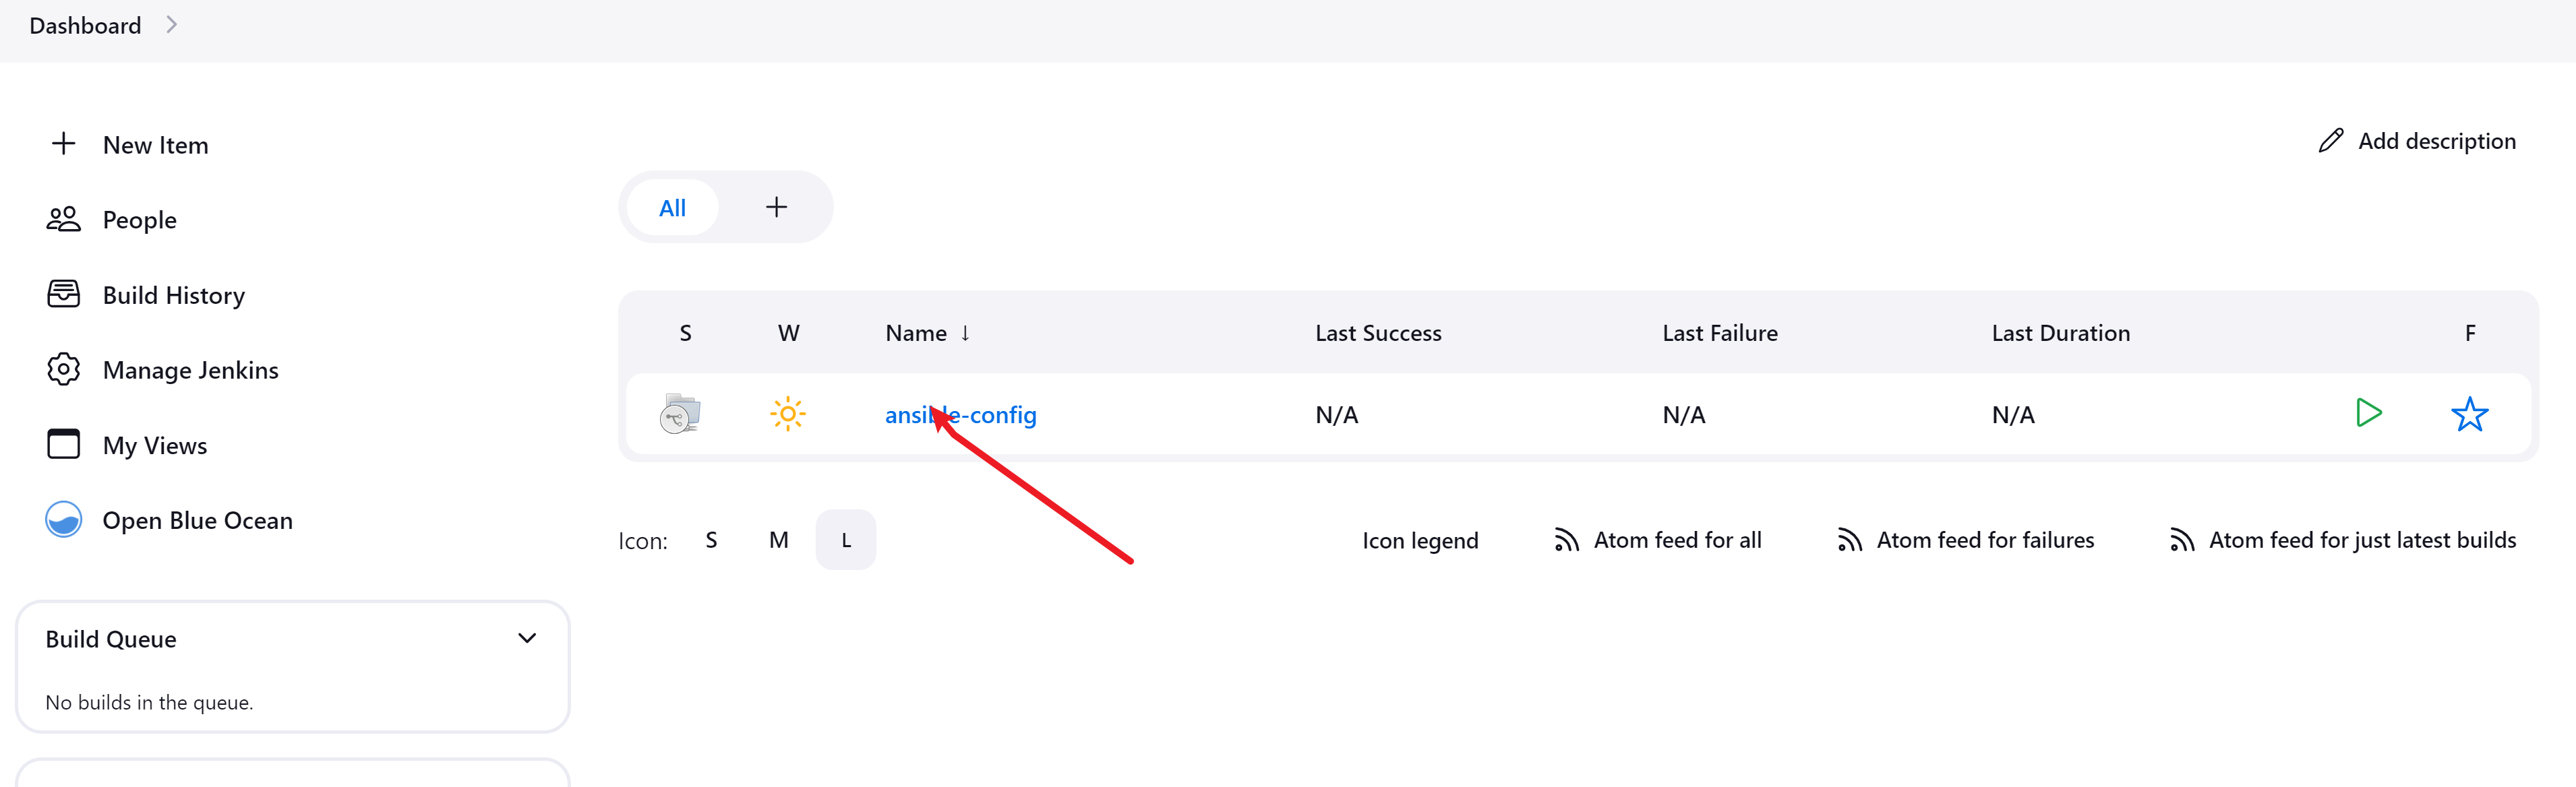 Dashboard
New Item
People
Build History
Manage Jenkins
My Views
Open Blue Ocean
Build Queue
No builds in the queue.
Add description
All
S W Name ↓ Last Success Last Failure Last Duration F
ansible-config N/A N/A N/A
Icon: S M L
Icon legend Atom feed for all Atom feed for failures Atom feed for just latest builds